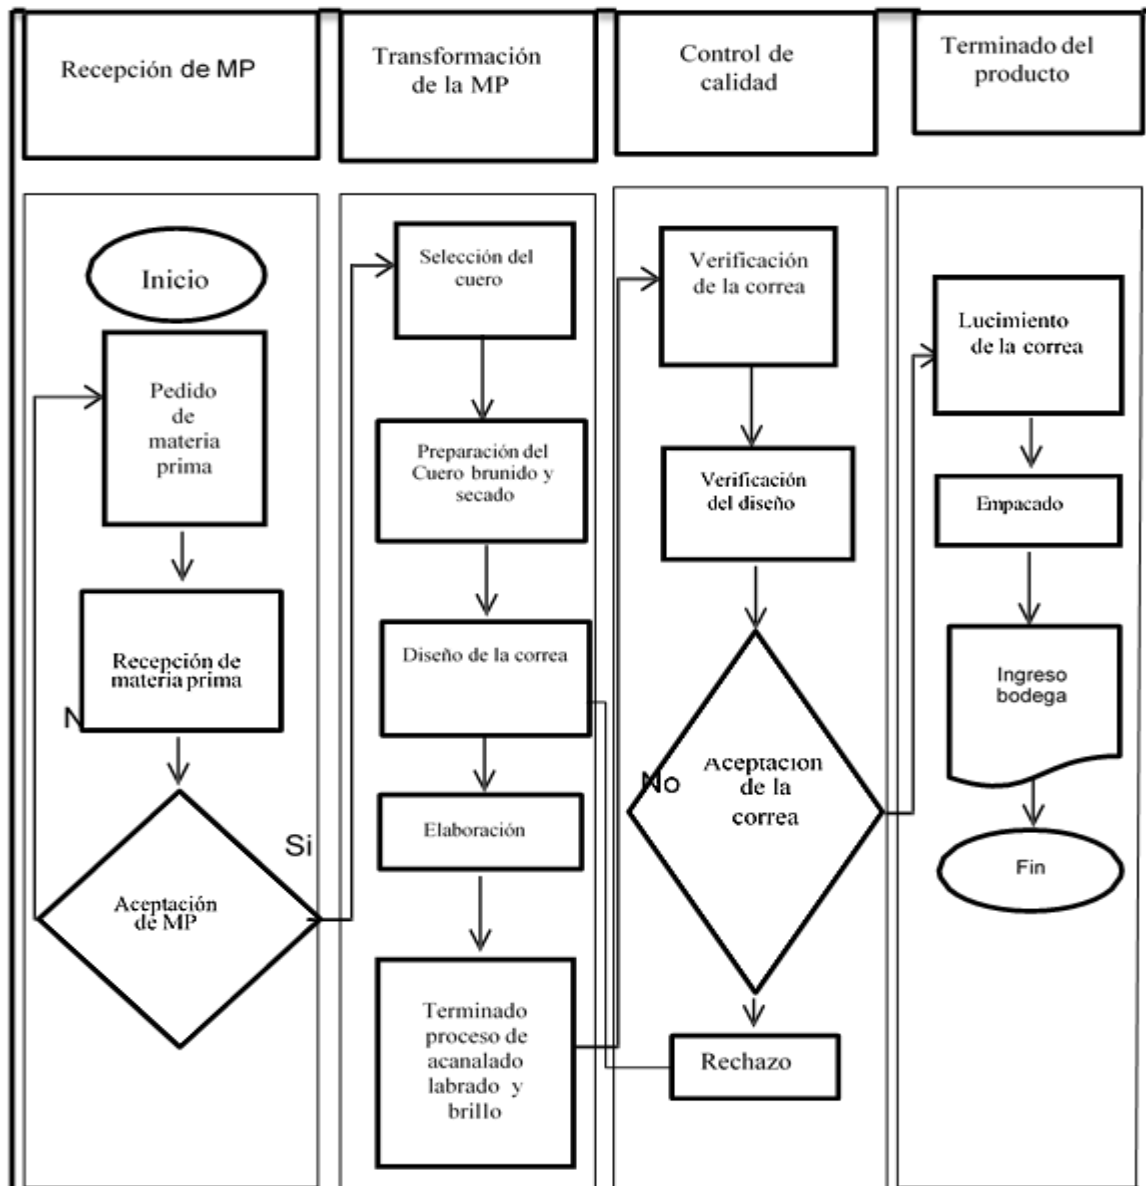 Recepción de MP
Transformación
de la MP
Control de
calidad
Terminado del
producto
Inicio
Pedido
de
materia
prima
Recepción de
materia prima
N
Aceptación
de MP
Si
Selección del
cuero
Preparación del
Cuero brunido y
secado
Diseño de la correa
Elaboración
Terminado
proceso de
acanalado
labrado y
brillo
Verificación
de la correa
Verificación
del diseño
Aceptación
de la
correa
No
Rechazo
Lucimiento
de la correa
Empacado
Ingreso
bodega
Fin